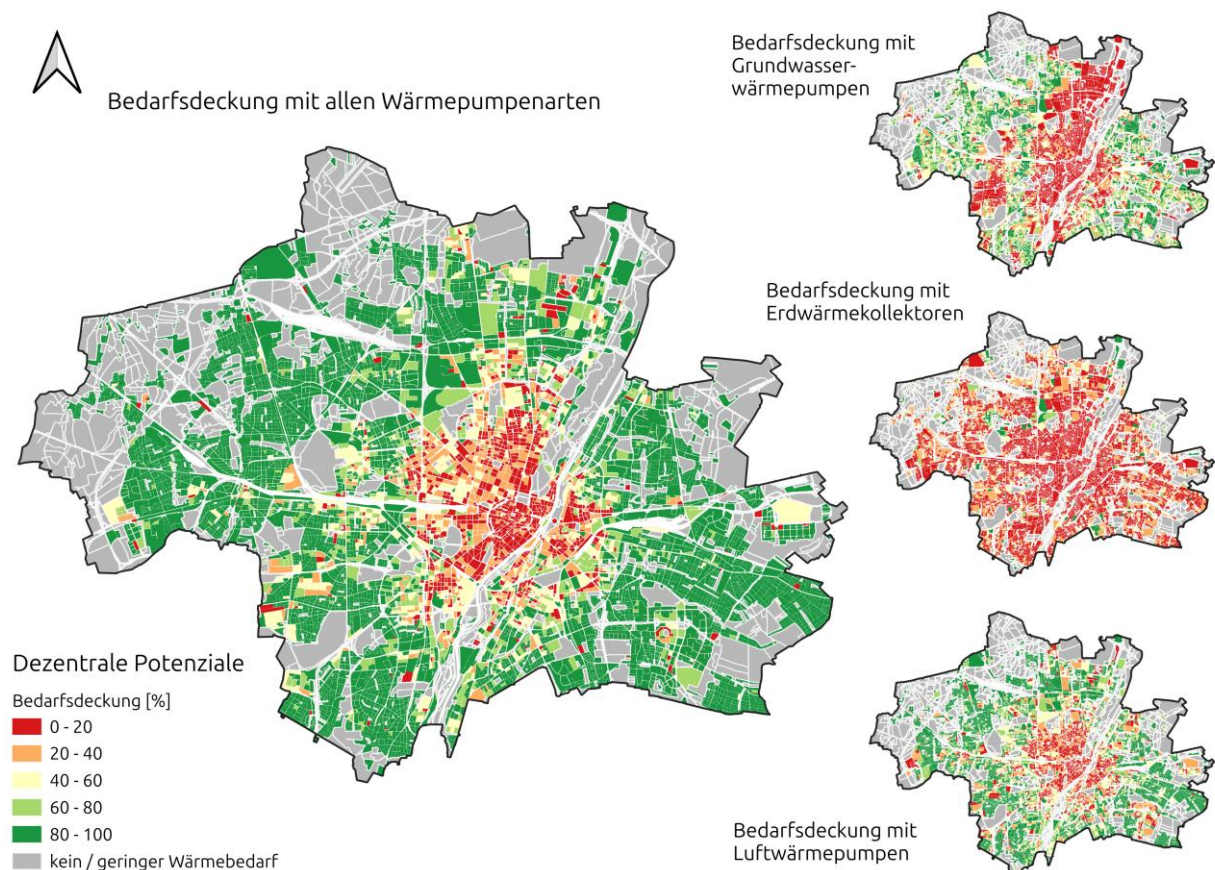 Bedarfsdeckung mit allen Wärmepumpenarten
Bedarfsdeckung mit
Grundwasser-
wärmepumpen
Bedarfsdeckung mit
Erdwärmekollektoren
Bedarfsdeckung mit
Luftwärmepumpen
Dezentrale Potenziale
Bedarfsdeckung [%]
0 - 20
20 - 40
40 - 60
60 - 80
80 - 100
kein / geringer Wärmebedarf